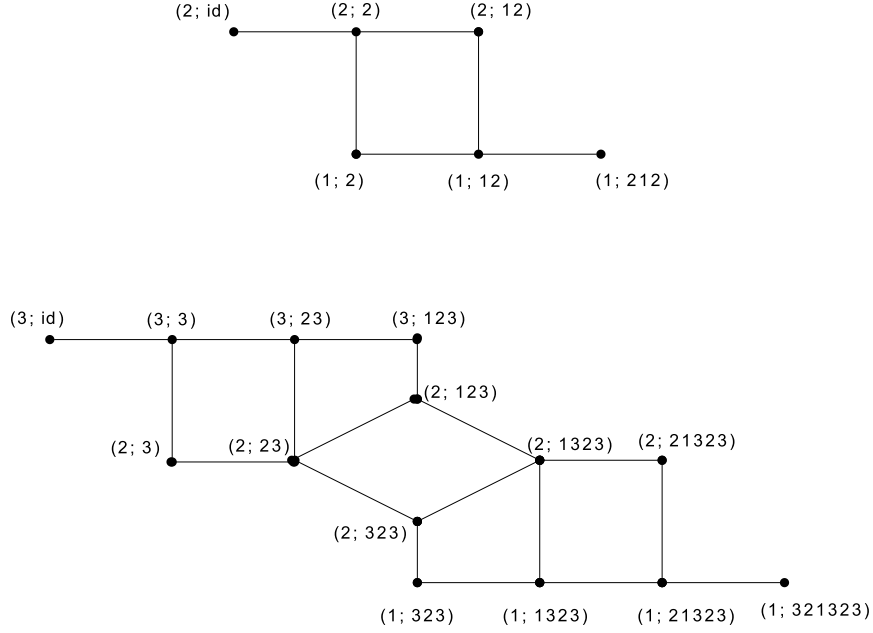 (2; id) (2; 2) (2; 12)
(1; 2) (1; 12) (1; 212)
(3; id) (3; 3) (3; 23) (3; 123)
(2; 123)
(2; 3) (2; 23) (2; 1323) (2; 21323)
(2; 323)
(1; 323) (1; 1323) (1; 21323) (1; 321323)